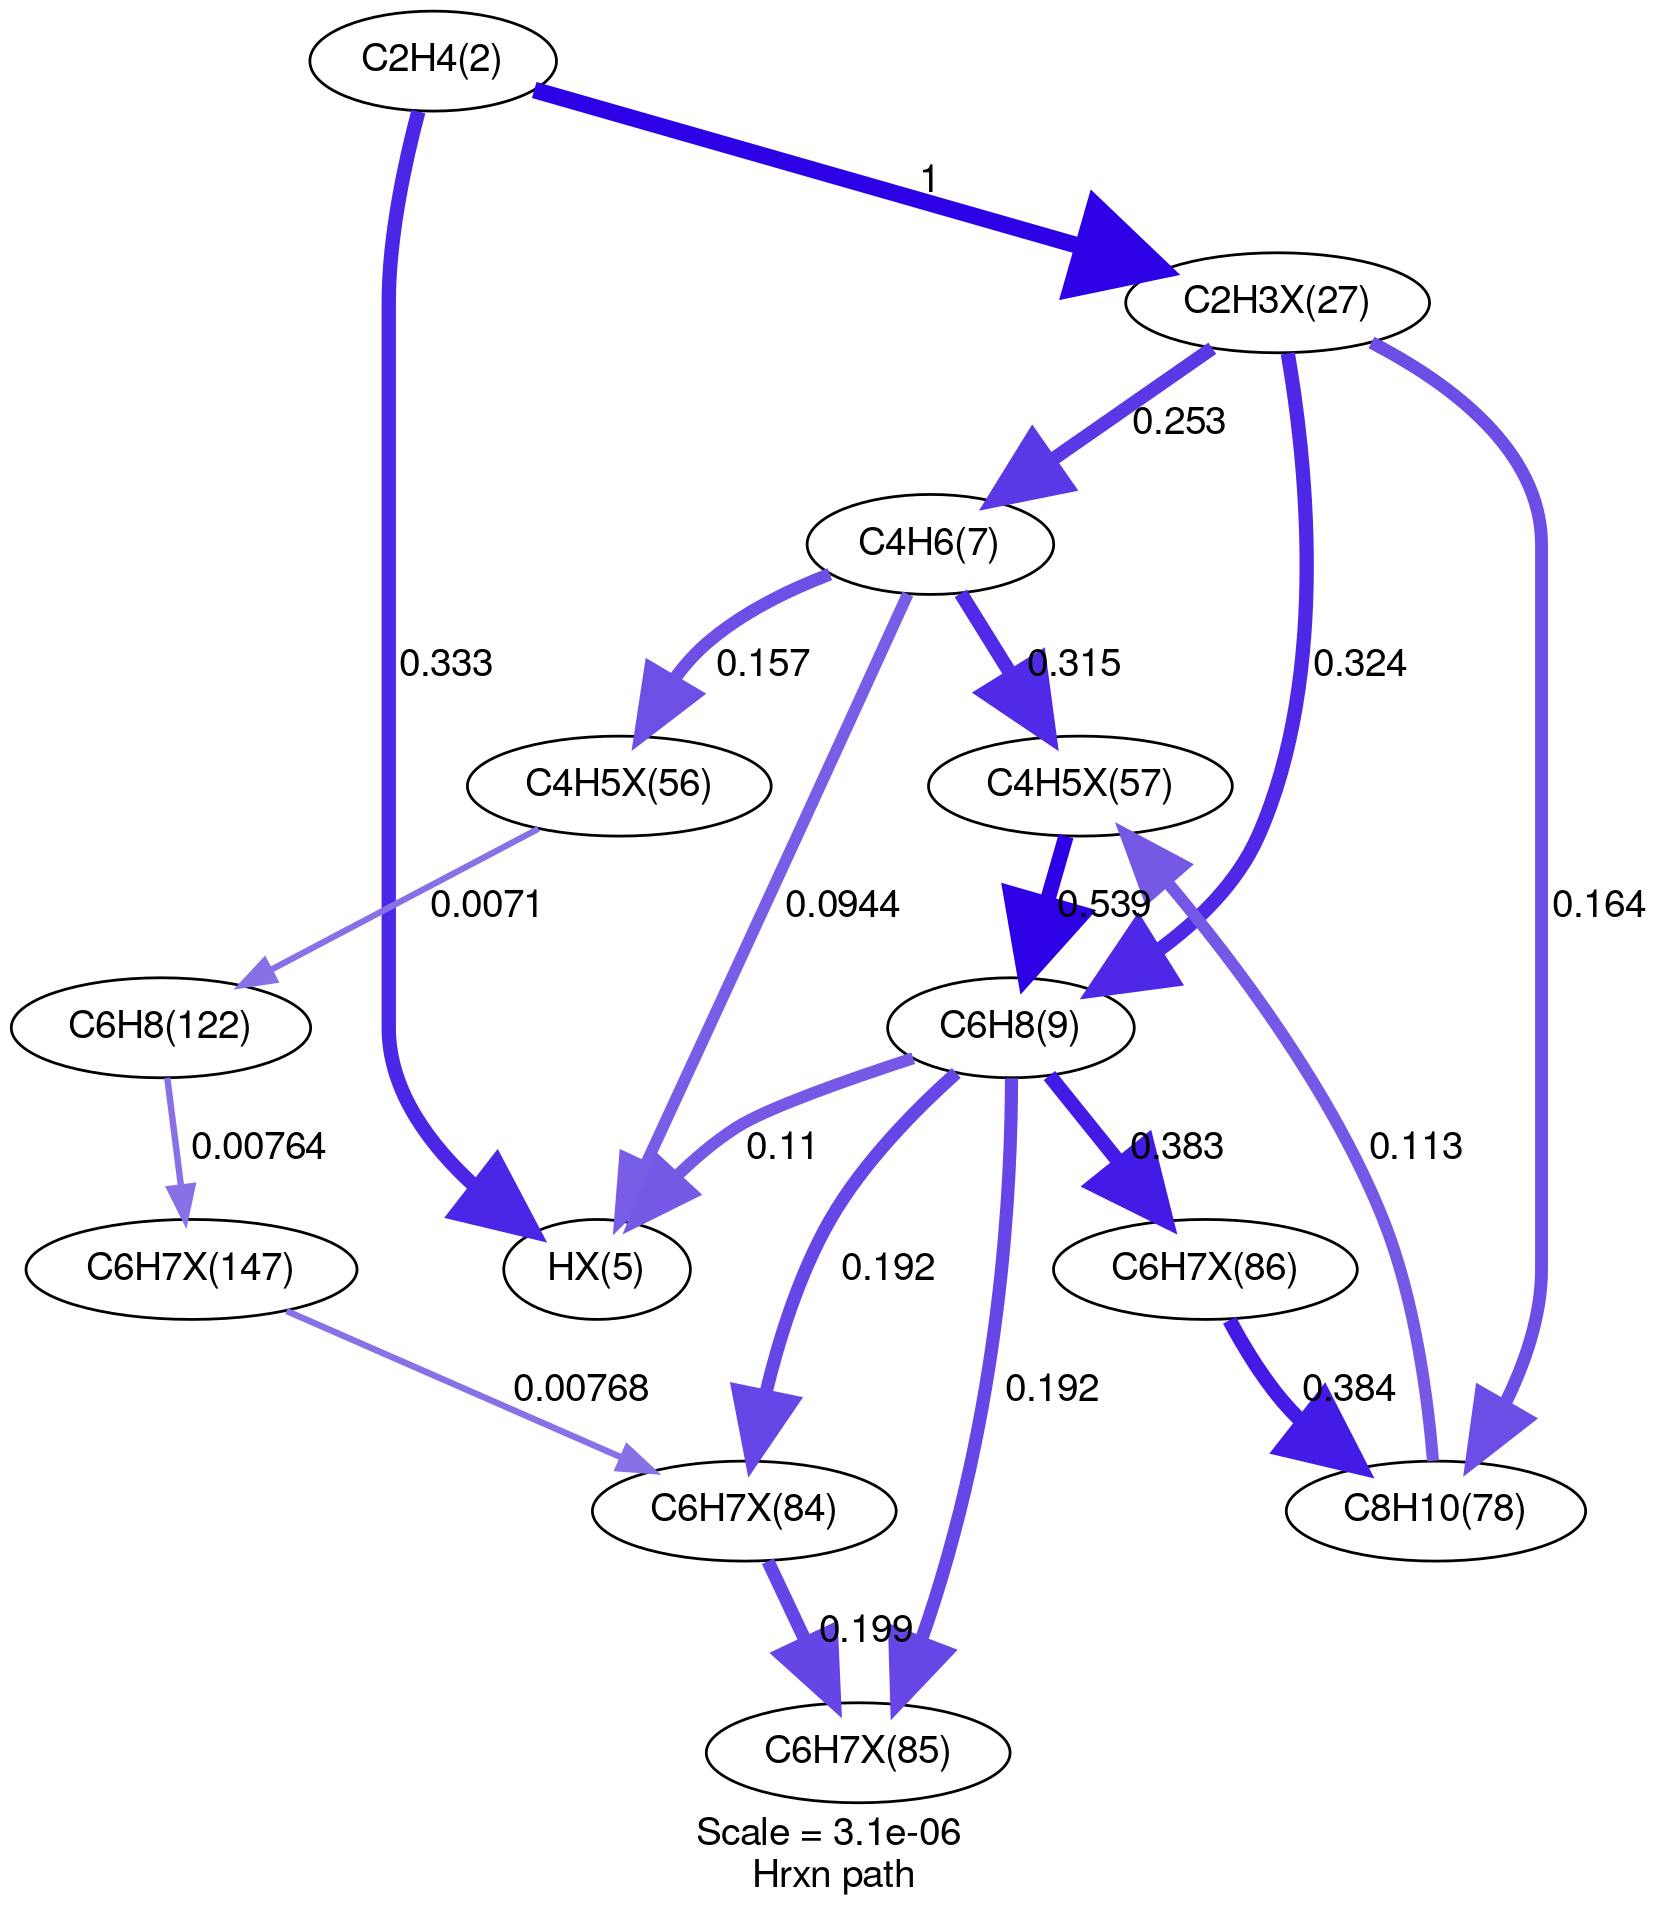 C2H4(2)
1
C2H3X(27)
0.253
C4H6(7)
0.333
0.157
0.315
0.324
C4H5X(56)
C4H5X(57)
0.0071
0.0944
0.539
0.164
C6H8(122)
C6H8(9)
0.00764
0.11
0.383
0.113
C6H7X(147)
HX(5)
0.192
C6H7X(86)
0.00768
0.192
0.384
C6H7X(84)
C8H10(78)
0.199
C6H7X(85)
Scale = 3.1e-06
Hrxn path